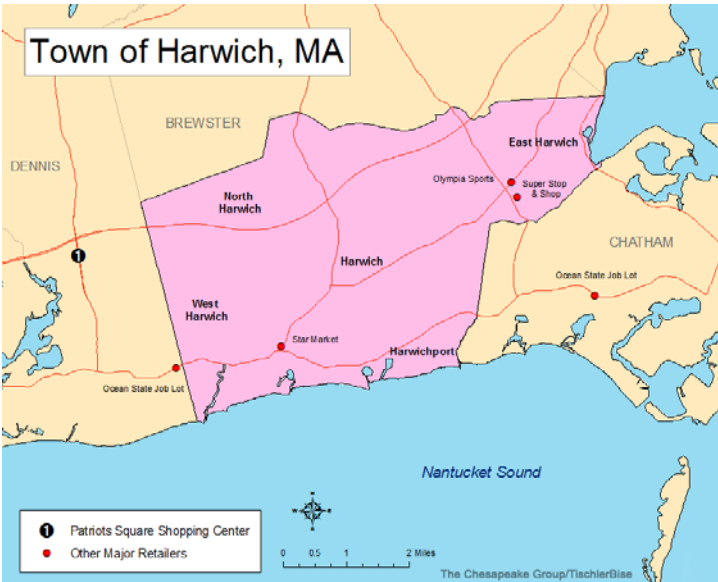 Town of Harwich, MA
BREWSTER
DENNIS
East Harwich
Olympia Sports
Super Stop
& Shop
North
Harwich
CHATHAM
1
Harwich
Ocean State Job Lot
West
Harwich
Star Market
Harwichport
Ocean State Job Lot
Nantucket Sound
1 Patriots Square Shopping Center
Other Major Retailers
0 0.5 1 2 Miles
The Chesapeake Group/TischlerBise